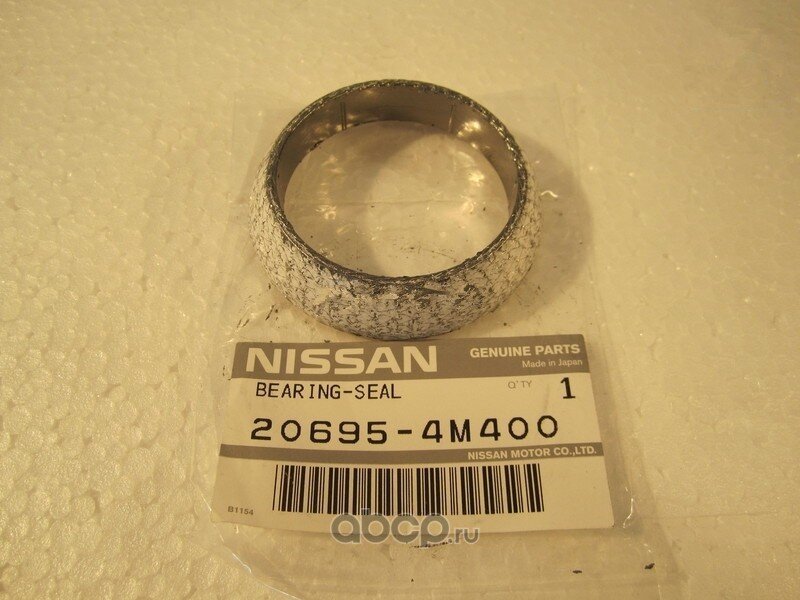 NISSAN GENUINE PARTS
Made in Japan
BEARING-SEAL Q'TY 1
20695-4M400
NISSAN MOTOR CO.,LTD.
B1154
abcp.ru